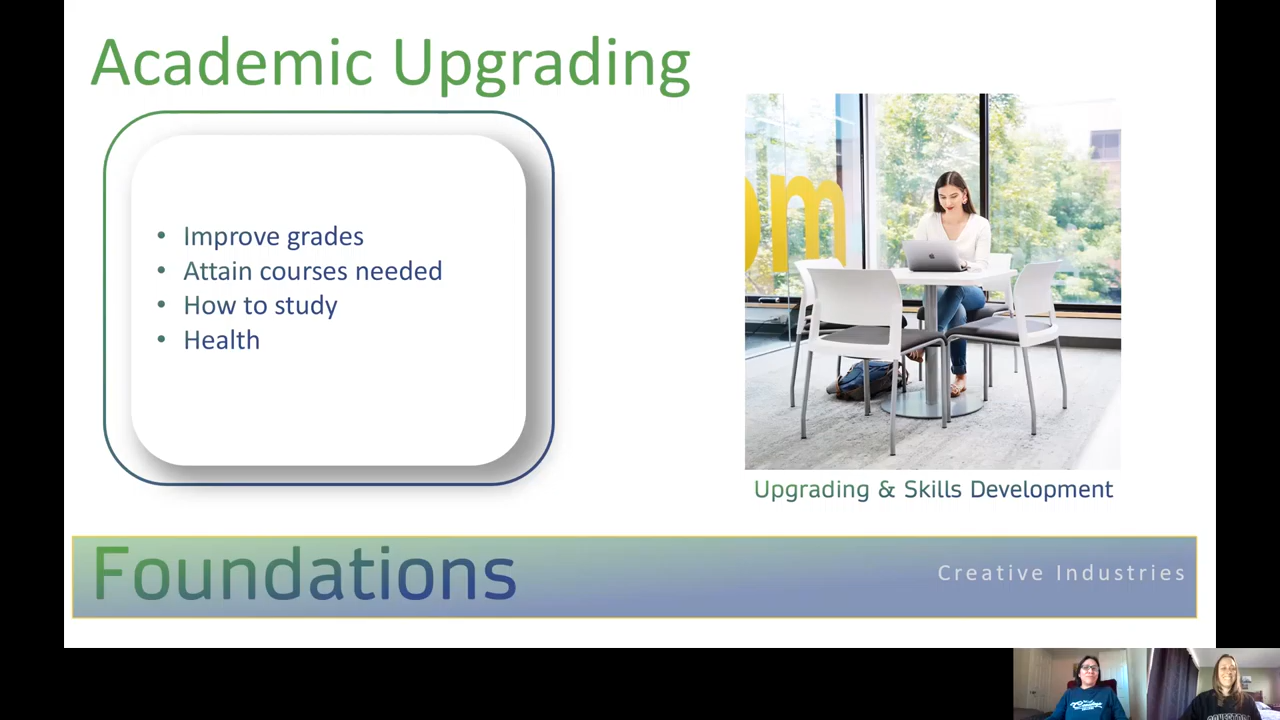 Academic Upgrading
• Improve grades
• Attain courses needed
• How to study
• Health
Upgrading & Skills Development
Foundations
Creative Industries